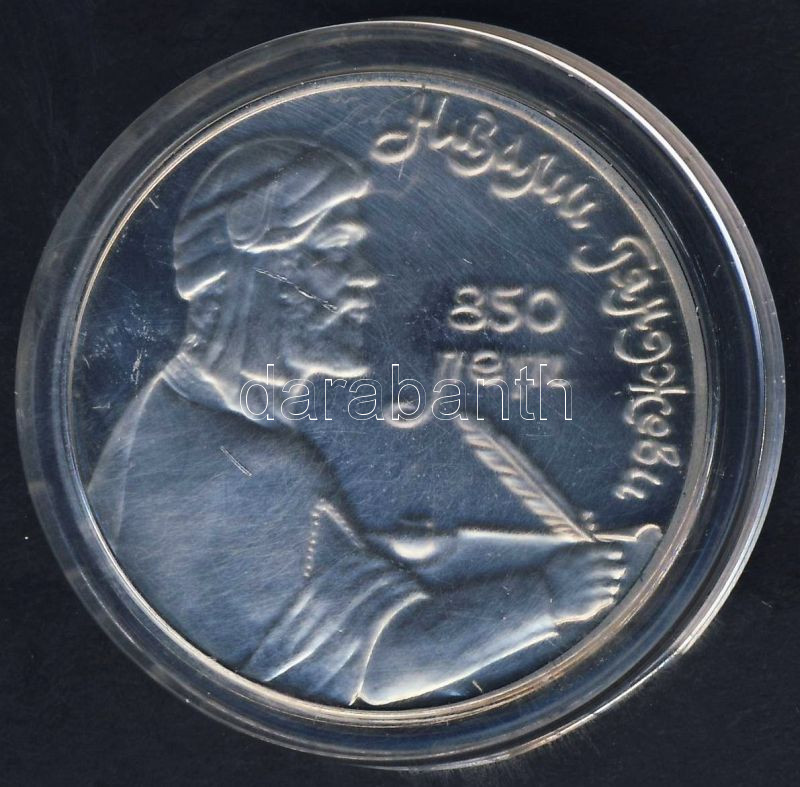 Низами Гянджеви
850
лет
darabanth